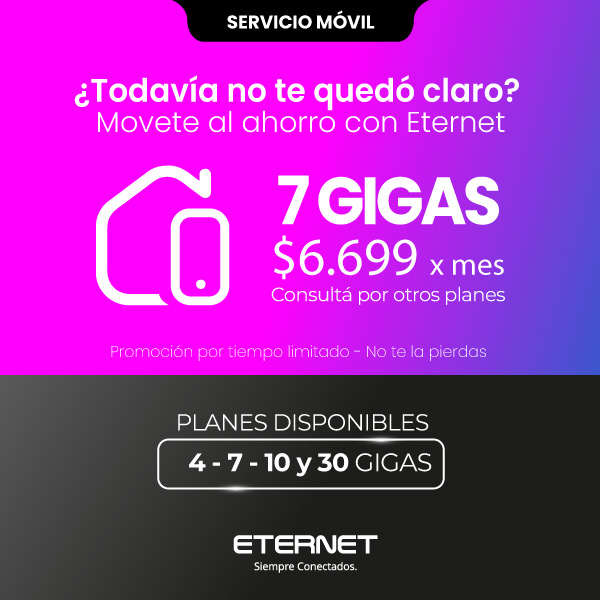 SERVICIO MÓVIL
¿Todavía no te quedó claro?
Movete al ahorro con Eternet
7 GIGAS
$6.699 x mes
Consultá por otros planes
Promoción por tiempo limitado - No te la pierdas
PLANES DISPONIBLES
4 - 7 - 10 y 30 GIGAS
ETERNET
Siempre Conectados.